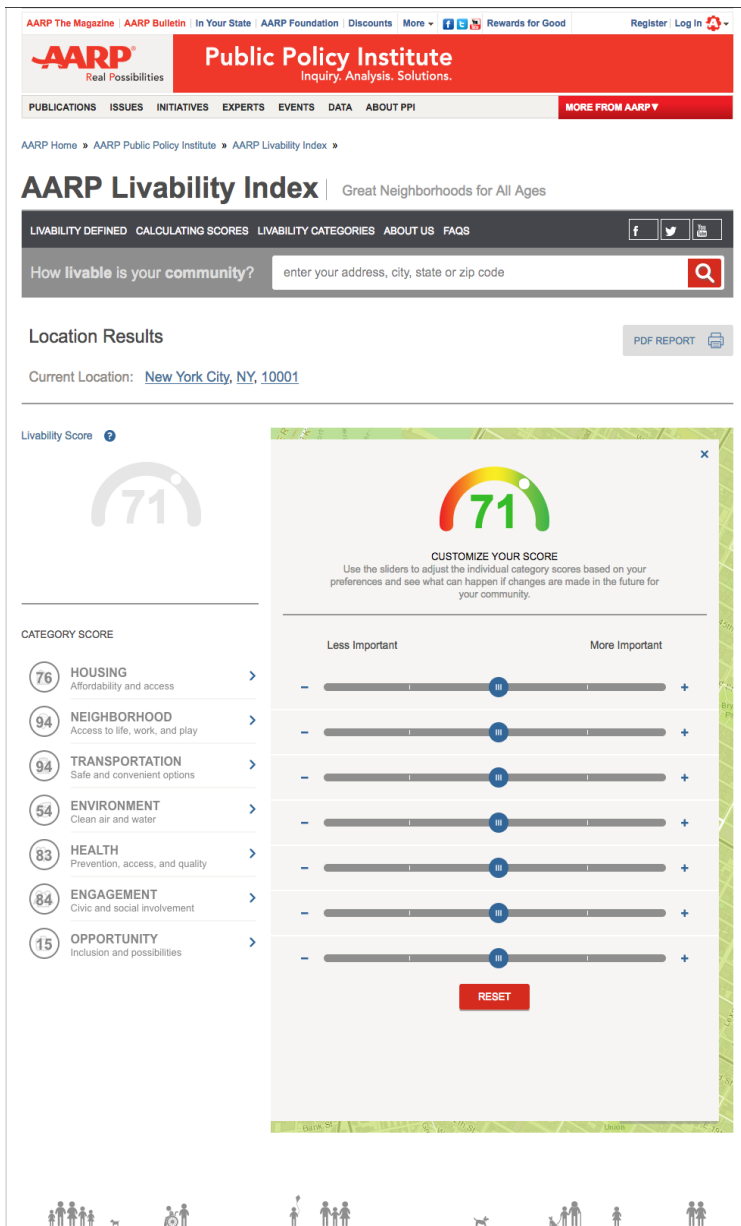 AARP The Magazine | AARP Bulletin | In Your State | AARP Foundation | Discounts | More Rewards for Good Register | Log In
AARP®
Real Possibilities
Public Policy Institute
Inquiry. Analysis. Solutions.
PUBLICATIONS ISSUES INITIATIVES EXPERTS EVENTS DATA ABOUT PPI MORE FROM AARP▼
AARP Home » AARP Public Policy Institute » AARP Livability Index »
AARP Livability Index | Great Neighborhoods for All Ages
LIVABILITY DEFINED CALCULATING SCORES LIVABILITY CATEGORIES ABOUT US FAQS
How livable is your community? enter your address, city, state or zip code
Location Results
PDF REPORT
Current Location: New York City, NY, 10001
Livability Score ?
71
×
71
CUSTOMIZE YOUR SCORE
Use the sliders to adjust the individual category scores based on your
preferences and see what can happen if changes are made in the future for
your community.
CATEGORY SCORE
Less Important More Important
76 HOUSING
Affordability and access
94 NEIGHBORHOOD
Access to life, work, and play
94 TRANSPORTATION
Safe and convenient options
54 ENVIRONMENT
Clean air and water
83 HEALTH
Prevention, access, and quality
84 ENGAGEMENT
Civic and social involvement
15 OPPORTUNITY
Inclusion and possibilities
RESET
Bank St
Union